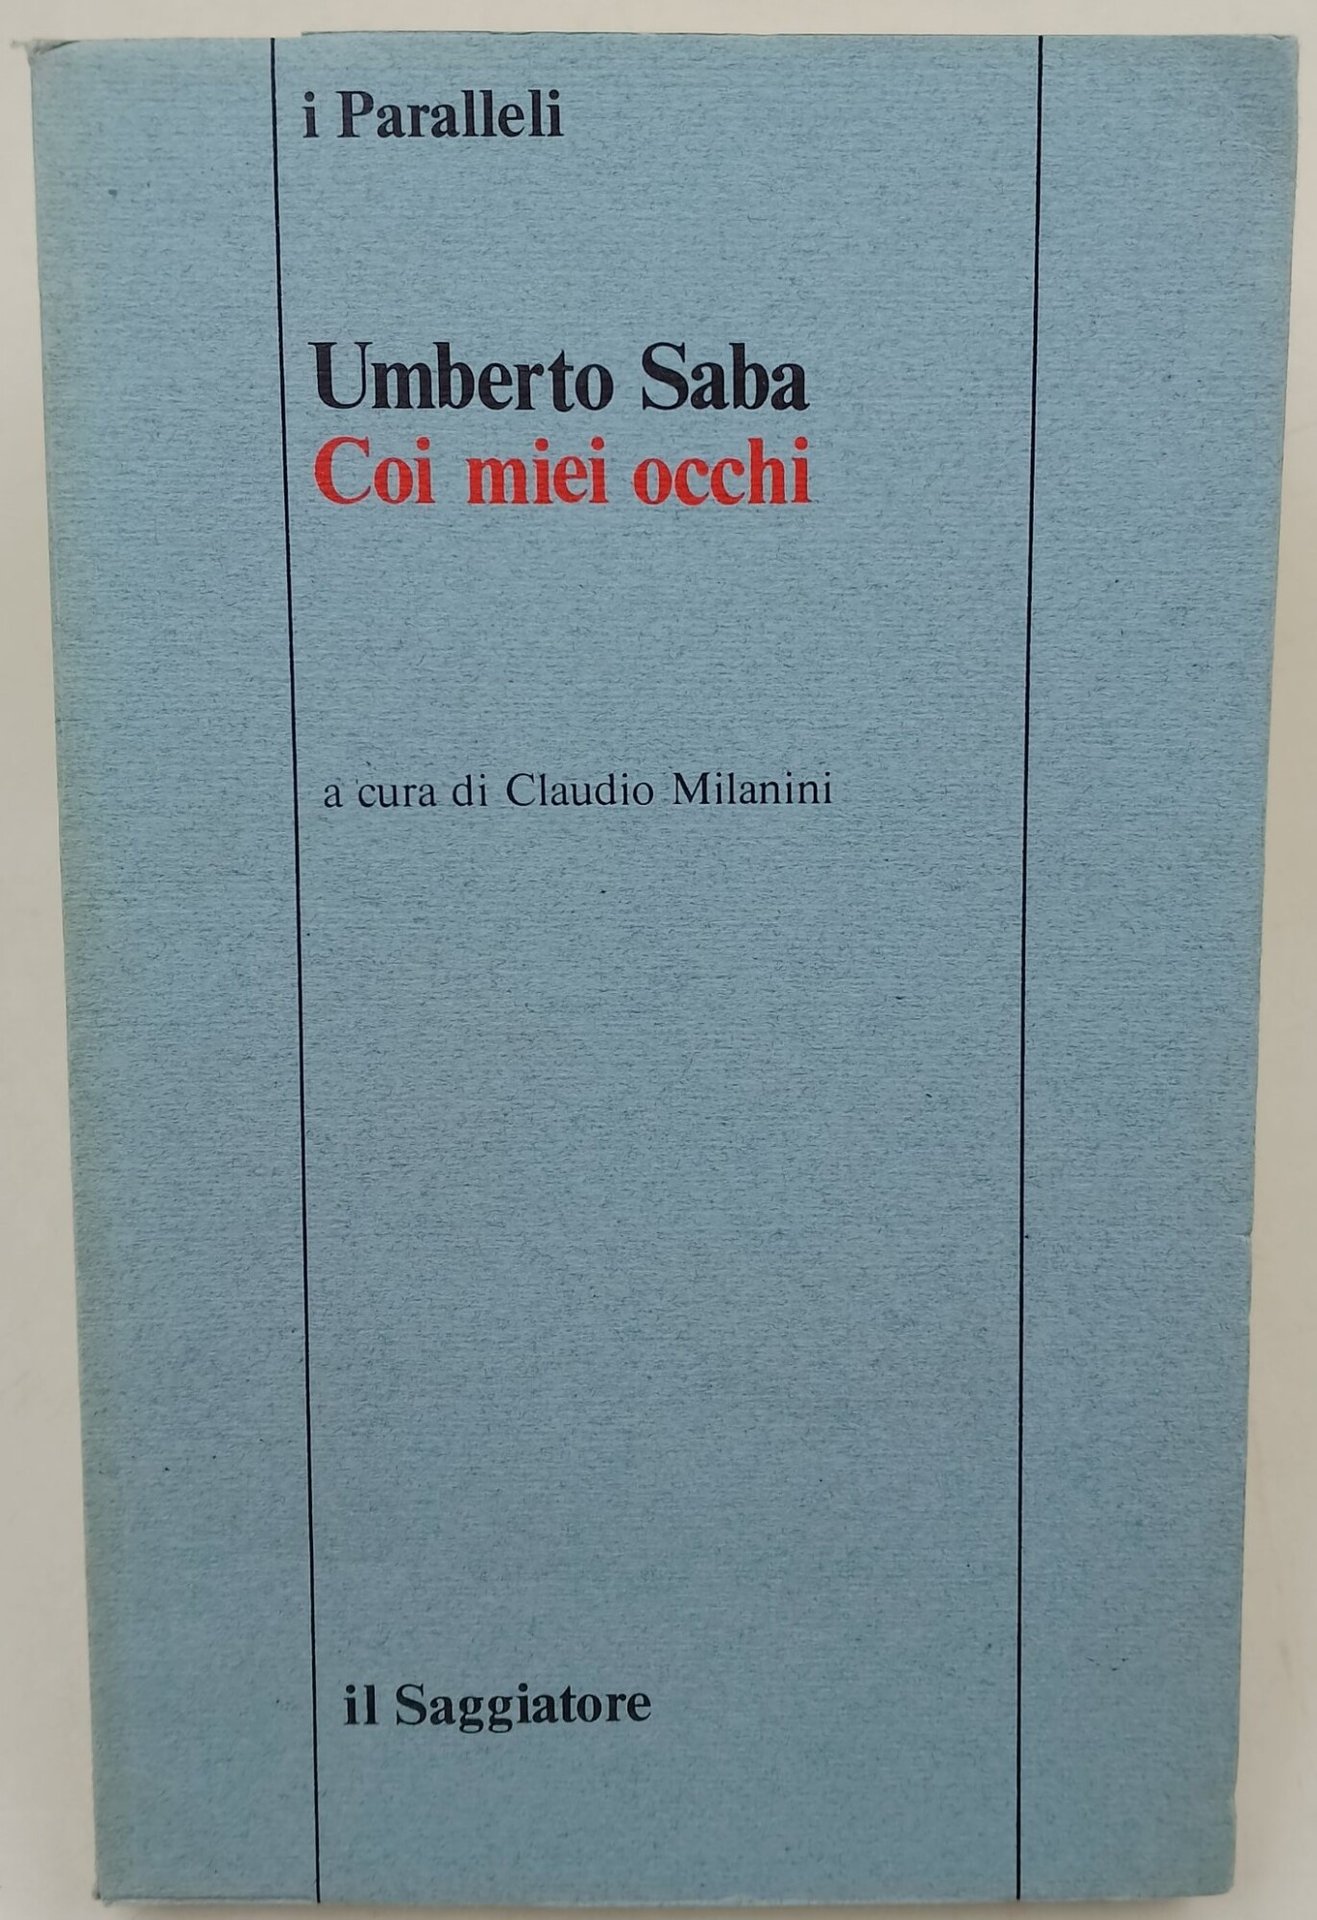 i Paralleli
Umberto Saba
Coi miei occhi
a cura di Claudio Milanini
il Saggiatore